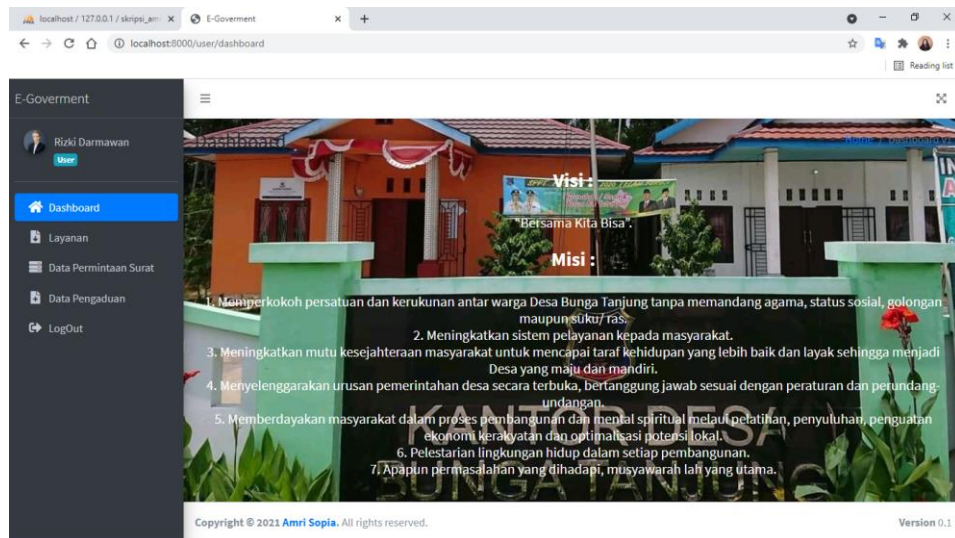 localhost / 127.0.0.1 / skripsi_am
E-Goverment
localhost:8000/user/dashboard
Reading list
E-Goverment
Rizki Darmawan
User
Dashboard
Layanan
Data Permintaan Surat
Data Pengaduan
LogOut
Dashboard
Home / Dashboard v1
Visi :
"Bersama Kita Bisa".
Misi :
1. Memperkokoh persatuan dan kerukunan antar warga Desa Bunga Tanjung tanpa memandang agama, status sosial, golongan
maupun suku/ ras.
2. Meningkatkan sistem pelayanan kepada masyarakat.
3. Meningkatkan mutu kesejahteraan masyarakat untuk mencapai taraf kehidupan yang lebih baik dan layak sehingga menjadi
Desa yang maju dan mandiri.
4. Menyelenggarakan urusan pemerintahan desa secara terbuka, bertanggung jawab sesuai dengan peraturan dan perundang-
undangan.
5. Memberdayakan masyarakat dalam proses pembangunan dan mental spiritual melaui pelatihan, penyuluhan, penguatan
ekonomi kerakyatan dan optimalisasi potensi lokal.
6. Pelestarian lingkungan hidup dalam setiap pembangunan.
7. Apapun permasalahan yang dihadapi, musyawarah lah yang utama.
KANTOR DESA
BUNGA TANJUNG
Copyright © 2021 Amri Sopia. All rights reserved.
Version 0.1